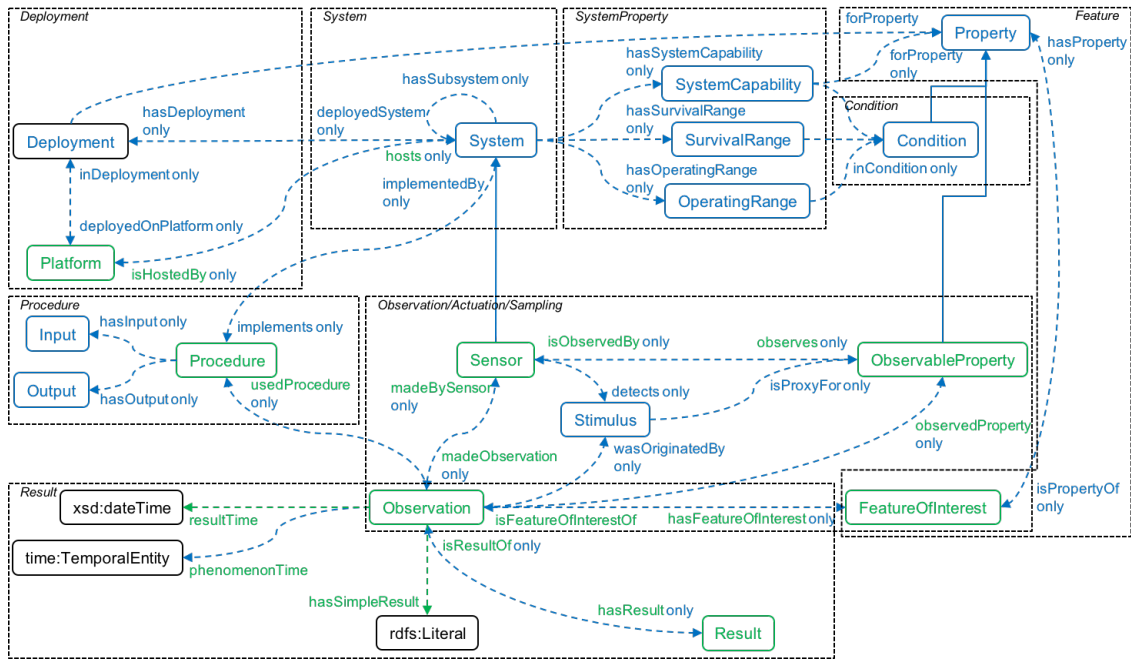 Deployment
System
SystemProperty
Feature
forProperty
Property
hasProperty
only
hasSystemCapability
only
forProperty
only
hasSubsystem only
SystemCapability
hasDeployment
only
deployedSystem
only
hasSurvivalRange
only
Condition
Deployment
System
SurvivalRange
Condition
hosts only
inDeployment only
implementedBy
only
hasOperatingRange
only
inCondition only
OperatingRange
deployedOnPlatform only
Platform
isHostedBy only
Procedure
Observation/Actuation/Sampling
Input
hasInput only
implements only
Procedure
isObservedBy only
observes only
Sensor
ObservableProperty
usedProcedure
only
madeBySensor
only
detects only
isProxyFor only
Output
hasOutput only
Stimulus
observedProperty
only
madeObservation
only
wasOriginatedBy
only
Result
isPropertyOf
only
xsd:dateTime
resultTime
Observation
isFeatureOfInterestOf
hasFeatureOfInterest only
FeatureOfInterest
isResultOf only
time:TemporalEntity
phenomenonTime
hasSimpleResult
hasResult only
rdfs:Literal
Result